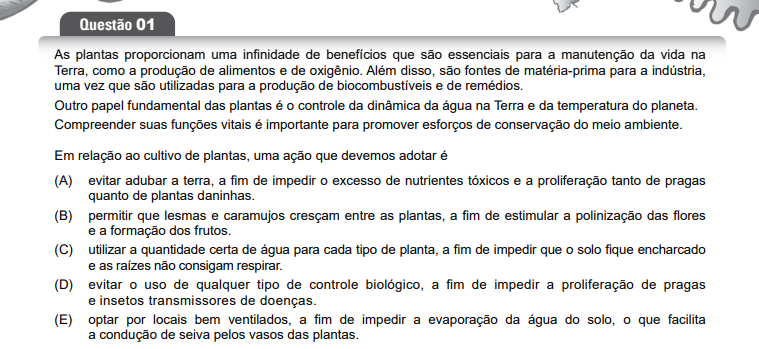 Questão 01
As plantas proporcionam uma infinidade de benefícios que são essenciais para a manutenção da vida na
Terra, como a produção de alimentos e de oxigênio. Além disso, são fontes de matéria-prima para a indústria,
uma vez que são utilizadas para a produção de biocombustíveis e de remédios.
Outro papel fundamental das plantas é o controle da dinâmica da água na Terra e da temperatura do planeta.
Compreender suas funções vitais é importante para promover esforços de conservação do meio ambiente.
Em relação ao cultivo de plantas, uma ação que devemos adotar é
(A) evitar adubar a terra, a fim de impedir o excesso de nutrientes tóxicos e a proliferação tanto de pragas
quanto de plantas daninhas.
(B) permitir que lesmas e caramujos cresçam entre as plantas, a fim de estimular a polinização das flores
e a formação dos frutos.
(C) utilizar a quantidade certa de água para cada tipo de planta, a fim de impedir que o solo fique encharcado
e as raízes não consigam respirar.
(D) evitar o uso de qualquer tipo de controle biológico, a fim de impedir a proliferação de pragas
e insetos transmissores de doenças.
(E) optar por locais bem ventilados, a fim de impedir a evaporação da água do solo, o que facilita
a condução de seiva pelos vasos das plantas.